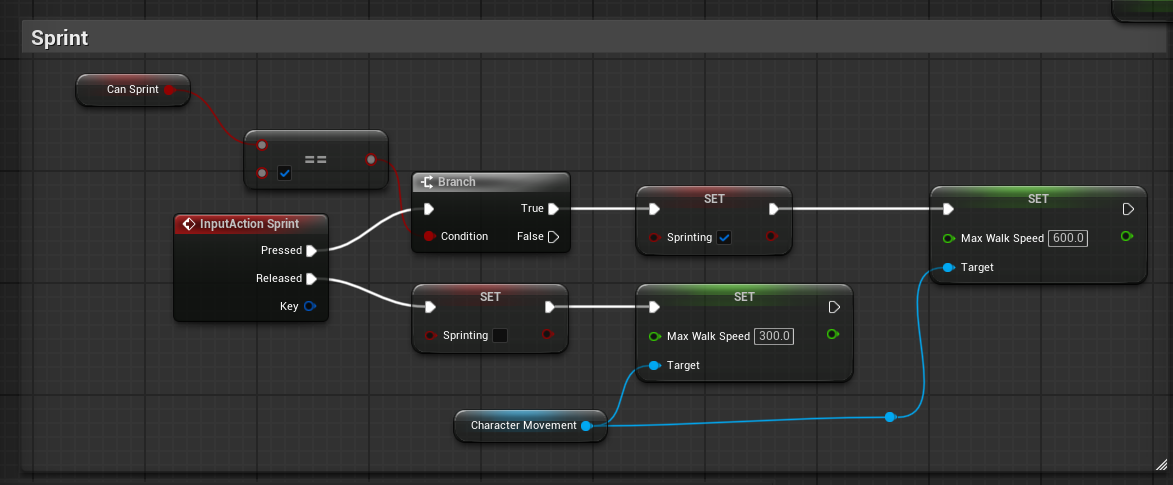 Sprint
Can Sprint
==
Branch
True
Condition
False
InputAction Sprint
Pressed
Released
Key
SET
Sprinting
SET
Max Walk Speed 600.0
Target
SET
Sprinting
SET
Max Walk Speed 300.0
Target
Character Movement